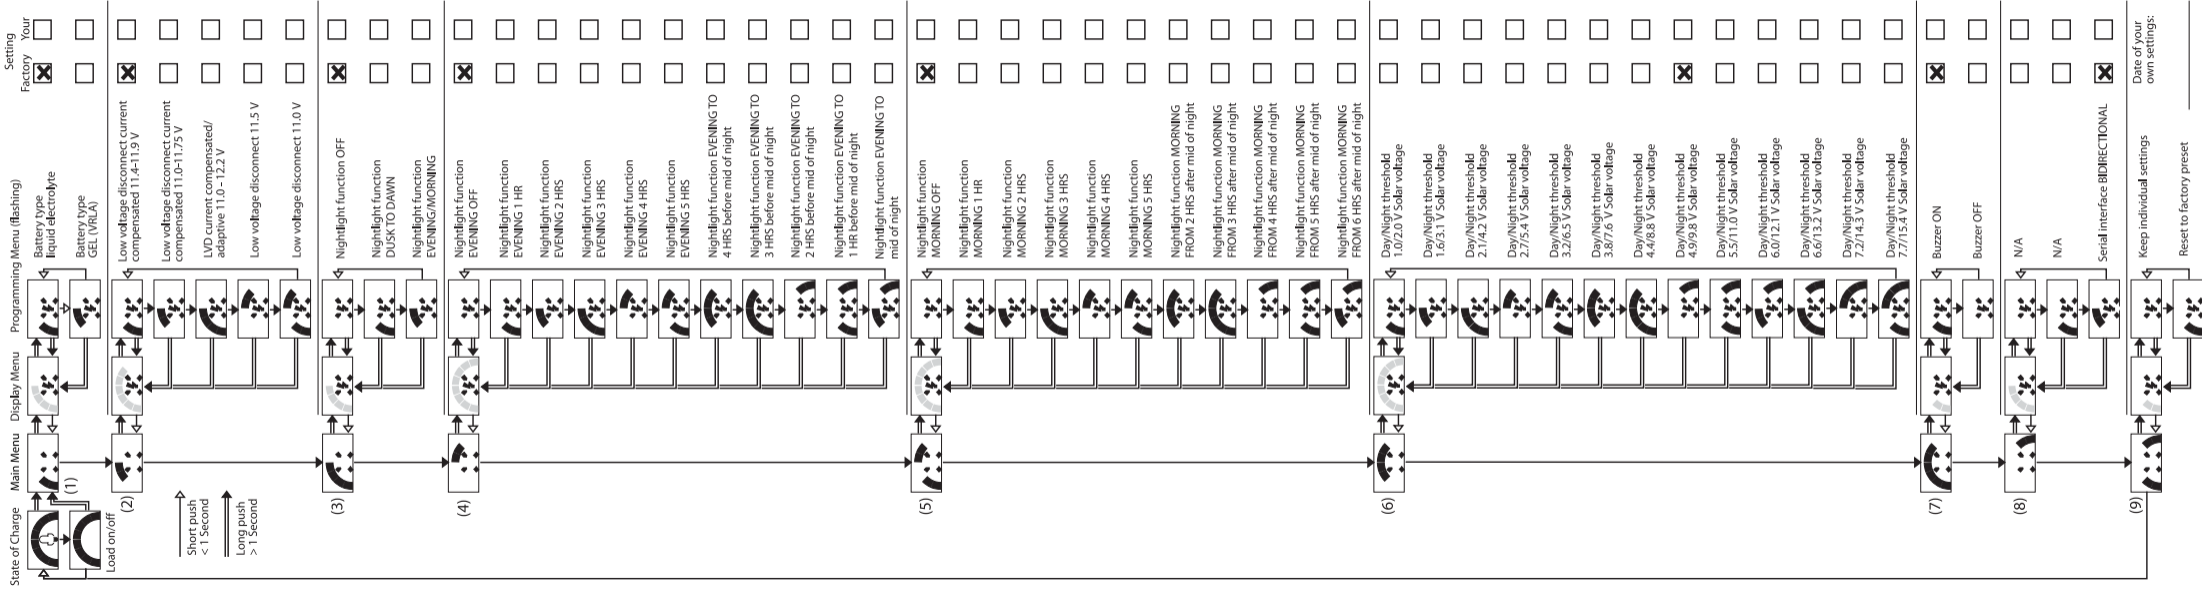 State of Charge
Main Menu
Display Menu
Programming Menu (flashing)
Setting
Factory
Your
Load on/off
(1)
Battery type
liquid electrolyte
Battery type
GEL (VRLA)
(2)
Low voltage disconnect current
compensated 11.4-11.9 V
Low voltage disconnect current
compensated 11.0-11.75 V
LVD current compensated/
adaptive 11.0 - 12.2 V
Low voltage disconnect 11.5 V
Low voltage disconnect 11.0 V
Short push
< 1 Second
Long push
> 1 Second
(3)
Nightlight function OFF
Nightlight function
DUSK TO DAWN
Nightlight function
EVENING/MORNING
(4)
Nightlight function
EVENING OFF
Nightlight function
EVENING 1 HR
Nightlight function
EVENING 2 HRS
Nightlight function
EVENING 3 HRS
Nightlight function
EVENING 4 HRS
Nightlight function
EVENING 5 HRS
Nightlight function EVENING TO
4 HRS before mid of night
Nightlight function EVENING TO
3 HRS before mid of night
Nightlight function EVENING TO
2 HRS before mid of night
Nightlight function EVENING TO
1 HR before mid of night
Nightlight function EVENING TO
mid of night
(5)
Nightlight function
MORNING OFF
Nightlight function
MORNING 1 HR
Nightlight function
MORNING 2 HRS
Nightlight function
MORNING 3 HRS
Nightlight function
MORNING 4 HRS
Nightlight function
MORNING 5 HRS
Nightlight function MORNING
FROM 2 HRS after mid of night
Nightlight function MORNING
FROM 3 HRS after mid of night
Nightlight function MORNING
FROM 4 HRS after mid of night
Nightlight function MORNING
FROM 5 HRS after mid of night
Nightlight function MORNING
FROM 6 HRS after mid of night
(6)
Day/Night threshold
1.0/2.0 V Solar voltage
Day/Night threshold
1.6/3.1 V Solar voltage
Day/Night threshold
2.1/4.2 V Solar voltage
Day/Night threshold
2.7/5.4 V Solar voltage
Day/Night threshold
3.2/6.5 V Solar voltage
Day/Night threshold
3.8/7.6 V Solar voltage
Day/Night threshold
4.4/8.8 V Solar voltage
Day/Night threshold
4.9/9.8 V Solar voltage
Day/Night threshold
5.5/11.0 V Solar voltage
Day/Night threshold
6.0/12.1 V Solar voltage
Day/Night threshold
6.6/13.2 V Solar voltage
Day/Night threshold
7.2/14.3 V Solar voltage
Day/Night threshold
7.7/15.4 V Solar voltage
(7)
Buzzer ON
Buzzer OFF
(8)
N/A
N/A
Serial interface BIDIRECTIONAL
(9)
Keep individual settings
Reset to factory preset
Date of your
own settings: